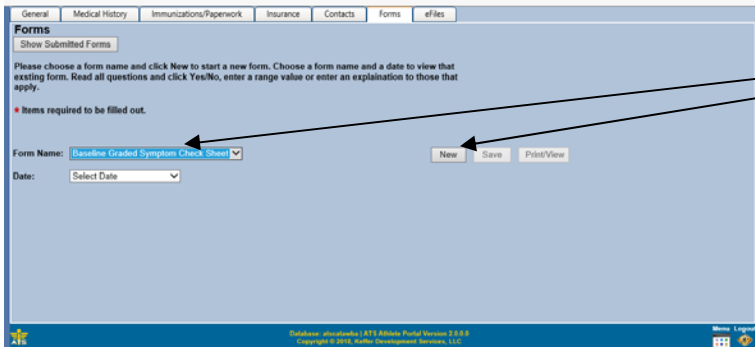 General Medical History Immunizations/Paperwork Insurance Contacts Forms eFiles
Forms
Show Submitted Forms
Please choose a form name and click New to start a new form. Choose a form name and a date to view that
exsting form. Read all questions and click Yes/No, enter a range value or enter an explaination to those that
apply.
* Items required to be filled out.
Form Name: Baseline Graded Symptom Check Sheet New Save Print/View
Date: Select Date
Database: atscatawba | ATS Athlete Portal Version 2.0.0.0
Copyright © 2018, Keffer Development Services, LLC
Menu Logout
ATS